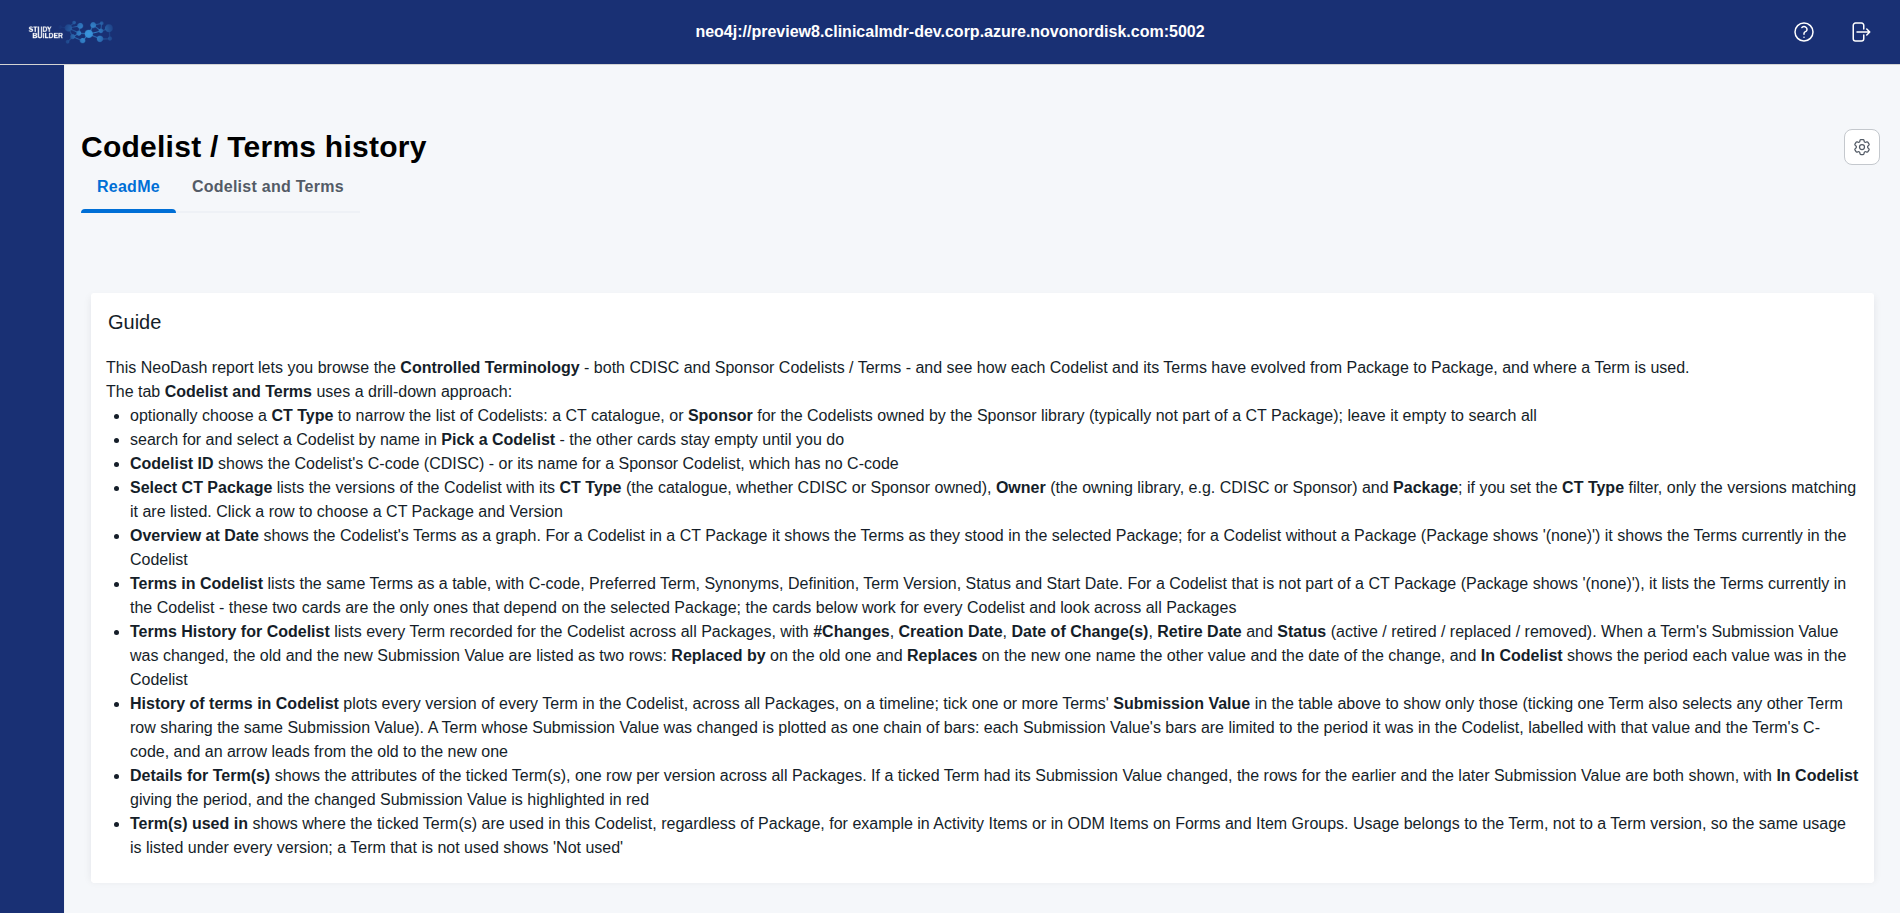 STUDY
BUILDER
neo4j://preview8.clinicalmdr-dev.corp.azure.novonordisk.com:5002
Codelist / Terms history
ReadMe
Codelist and Terms
Guide
This NeoDash report lets you browse the Controlled Terminology - both CDISC and Sponsor Codelists / Terms - and see how each Codelist and its Terms have evolved from Package to Package, and where a Term is used.
The tab Codelist and Terms uses a drill-down approach:
• optionally choose a CT Type to narrow the list of Codelists: a CT catalogue, or Sponsor for the Codelists owned by the Sponsor library (typically not part of a CT Package); leave it empty to search all
• search for and select a Codelist by name in Pick a Codelist - the other cards stay empty until you do
• Codelist ID shows the Codelist's C-code (CDISC) - or its name for a Sponsor Codelist, which has no C-code
• Select CT Package lists the versions of the Codelist with its CT Type (the catalogue, whether CDISC or Sponsor owned), Owner (the owning library, e.g. CDISC or Sponsor) and Package; if you set the CT Type filter, only the versions matching
it are listed. Click a row to choose a CT Package and Version
• Overview at Date shows the Codelist's Terms as a graph. For a Codelist in a CT Package it shows the Terms as they stood in the selected Package; for a Codelist without a Package (Package shows '(none)') it shows the Terms currently in the
Codelist
• Terms in Codelist lists the same Terms as a table, with C-code, Preferred Term, Synonyms, Definition, Term Version, Status and Start Date. For a Codelist that is not part of a CT Package (Package shows '(none)'), it lists the Terms currently in
the Codelist - these two cards are the only ones that depend on the selected Package; the cards below work for every Codelist and look across all Packages
• Terms History for Codelist lists every Term recorded for the Codelist across all Packages, with #Changes, Creation Date, Date of Change(s), Retire Date and Status (active / retired / replaced / removed). When a Term's Submission Value
was changed, the old and the new Submission Value are listed as two rows: Replaced by on the old one and Replaces on the new one name the other value and the date of the change, and In Codelist shows the period each value was in the
Codelist
• History of terms in Codelist plots every version of every Term in the Codelist, across all Packages, on a timeline; tick one or more Terms' Submission Value in the table above to show only those (ticking one Term also selects any other Term
row sharing the same Submission Value). A Term whose Submission Value was changed is plotted as one chain of bars: each Submission Value's bars are limited to the period it was in the Codelist, labelled with that value and the Term's C-
code, and an arrow leads from the old to the new one
• Details for Term(s) shows the attributes of the ticked Term(s), one row per version across all Packages. If a ticked Term had its Submission Value changed, the rows for the earlier and the later Submission Value are both shown, with In Codelist
giving the period, and the changed Submission Value is highlighted in red
• Term(s) used in shows where the ticked Term(s) are used in this Codelist, regardless of Package, for example in Activity Items or in ODM Items on Forms and Item Groups. Usage belongs to the Term, not to a Term version, so the same usage
is listed under every version; a Term that is not used shows 'Not used'